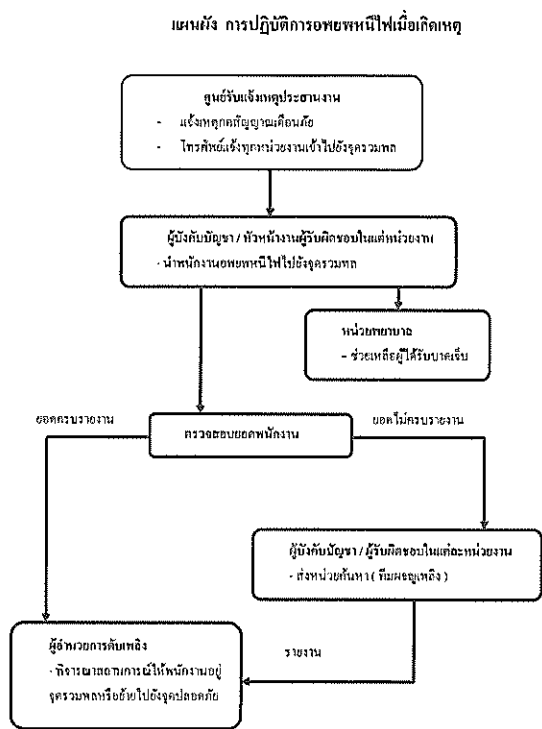 แผนผัง การปฏิบัติการอพยพหนีไฟเมื่อเกิดเหตุ
ศูนย์รับแจ้งเหตุประสานงาน
- แจ้งเหตุกดสัญญาณเตือนภัย
- โทรศัพย์แจ้งทุกหน่วยงานเข้าไปยังจุดรวมพล
ผู้บังคับบัญชา / หัวหน้างานผู้รับผิดชอบในแต่หน่วยงาน(
- นำพนักงานอพยพหนีไฟไปยังจุดรวมพล
หน่วยพยาบาล
- ช่วยเหลือผู้ได้รับบาดเจ็บ
ยอดครบรายงาน
ตรวจสอบยอดพนักงาน
ยอดไม่ครบรายงาน
ผู้บังคับบัญชา / ผู้รับผิดชอบในแต่ละหน่วยงาน
- ส่งหน่วยค้นหา ( ทีมผจญเพลิง )
รายงาน
ผู้อำนวยการดับเพลิง
- พิจารณาสถานการณ์ให้พนักงานอยู่
จุดรวมพลหรือย้ายไปยังจุดปลอดภัย